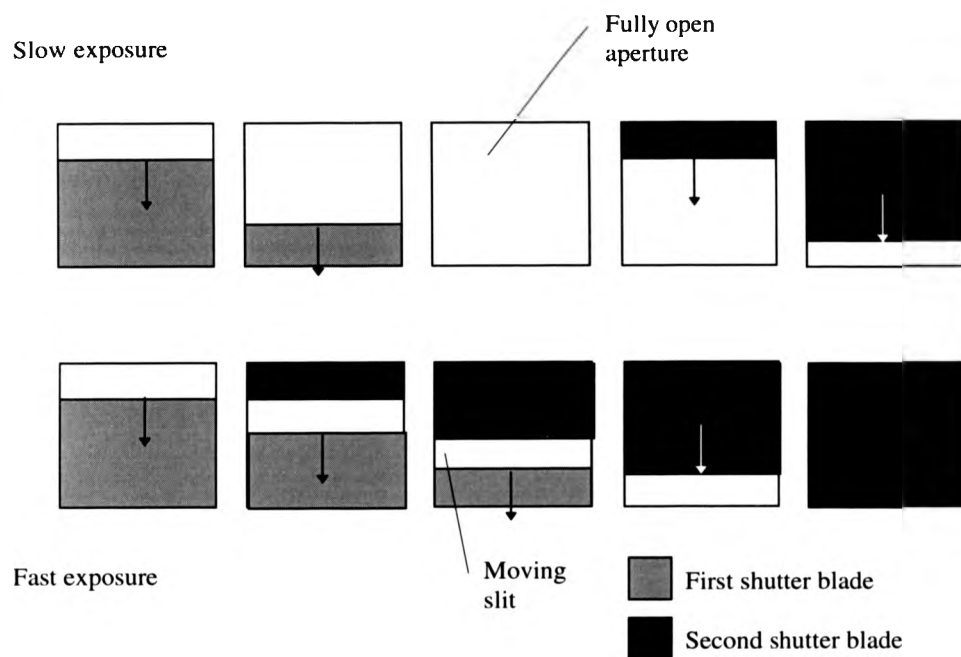 Slow exposure
Fully open
aperture
Fast exposure
Moving
slit
First shutter blade
Second shutter blade